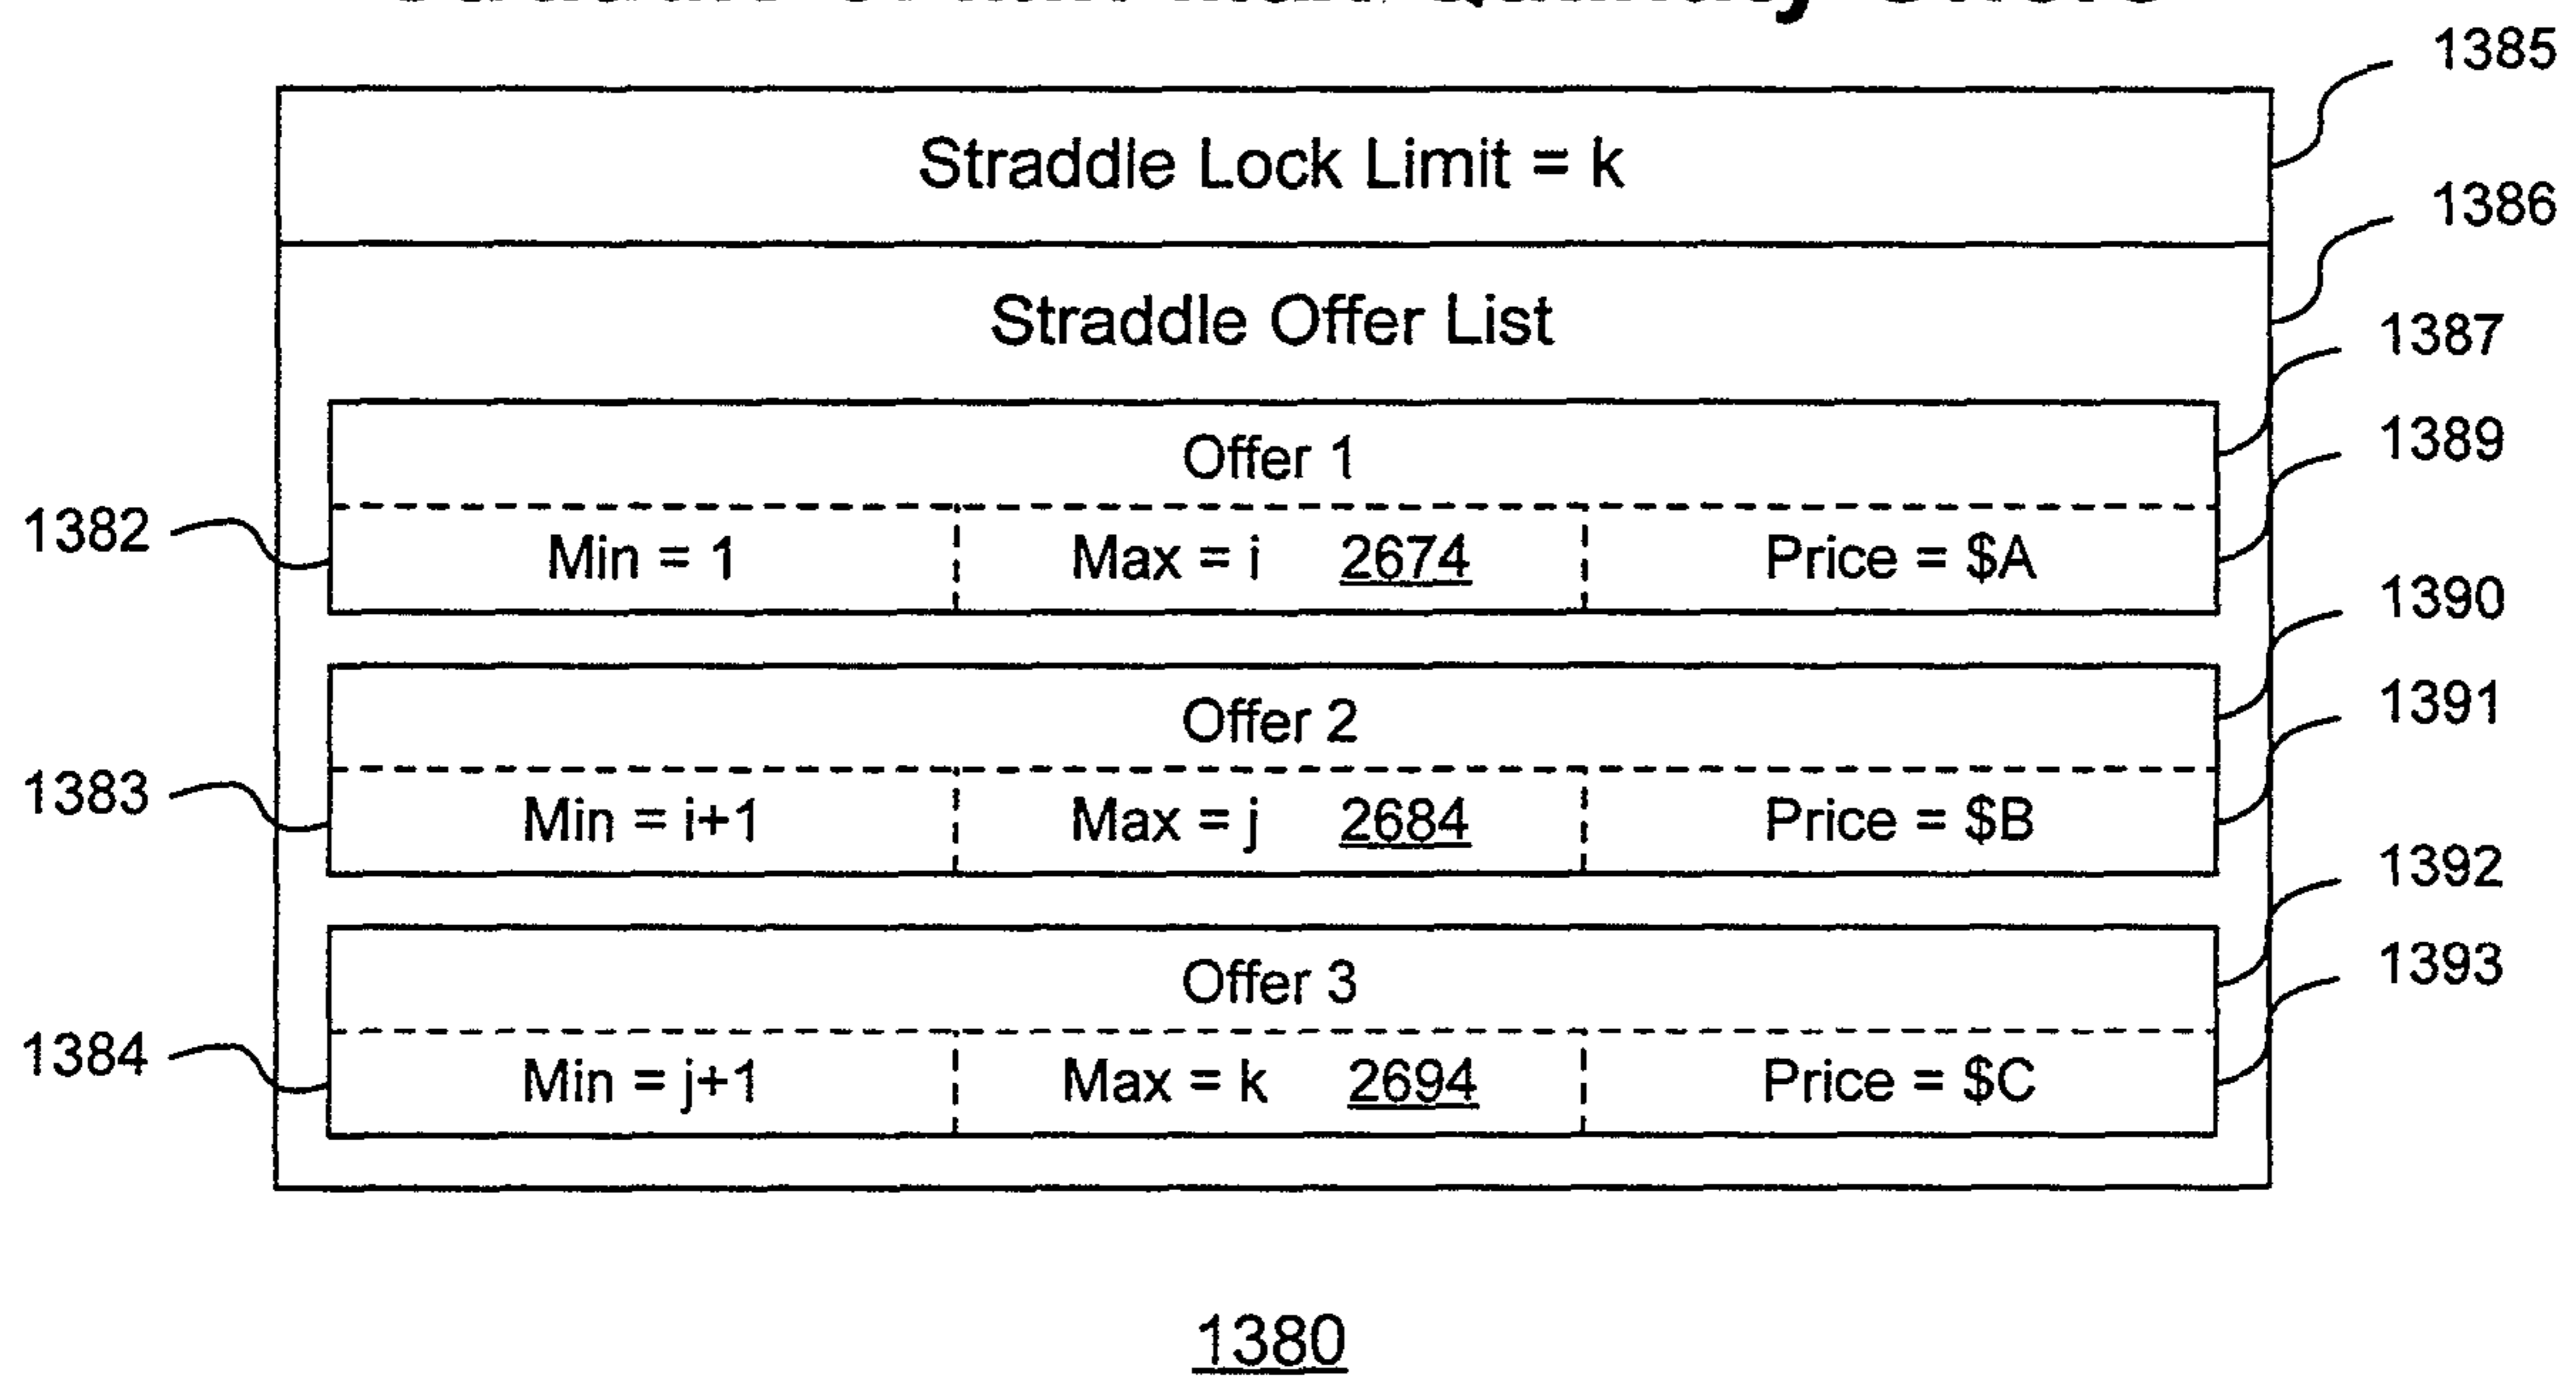 1385
Straddle Lock Limit = k
1386
Straddle Offer List
1387
Offer 1
1389
1382
Min = 1 Max = i 2674 Price = $A
1390
Offer 2
1391
1383
Min = i+1 Max = j 2684 Price = $B
1392
Offer 3
1393
1384
Min = j+1 Max = k 2694 Price = $C
1380